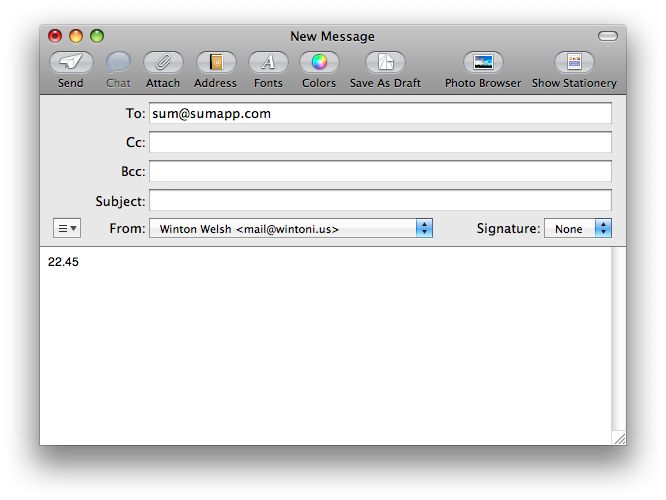 New Message
Send Chat Attach Address Fonts Colors Save As Draft Photo Browser Show Stationery
To: sum@sumapp.com
Cc:
Bcc:
Subject:
From: Winton Welsh <mail@wintoni.us> Signature: None
22.45